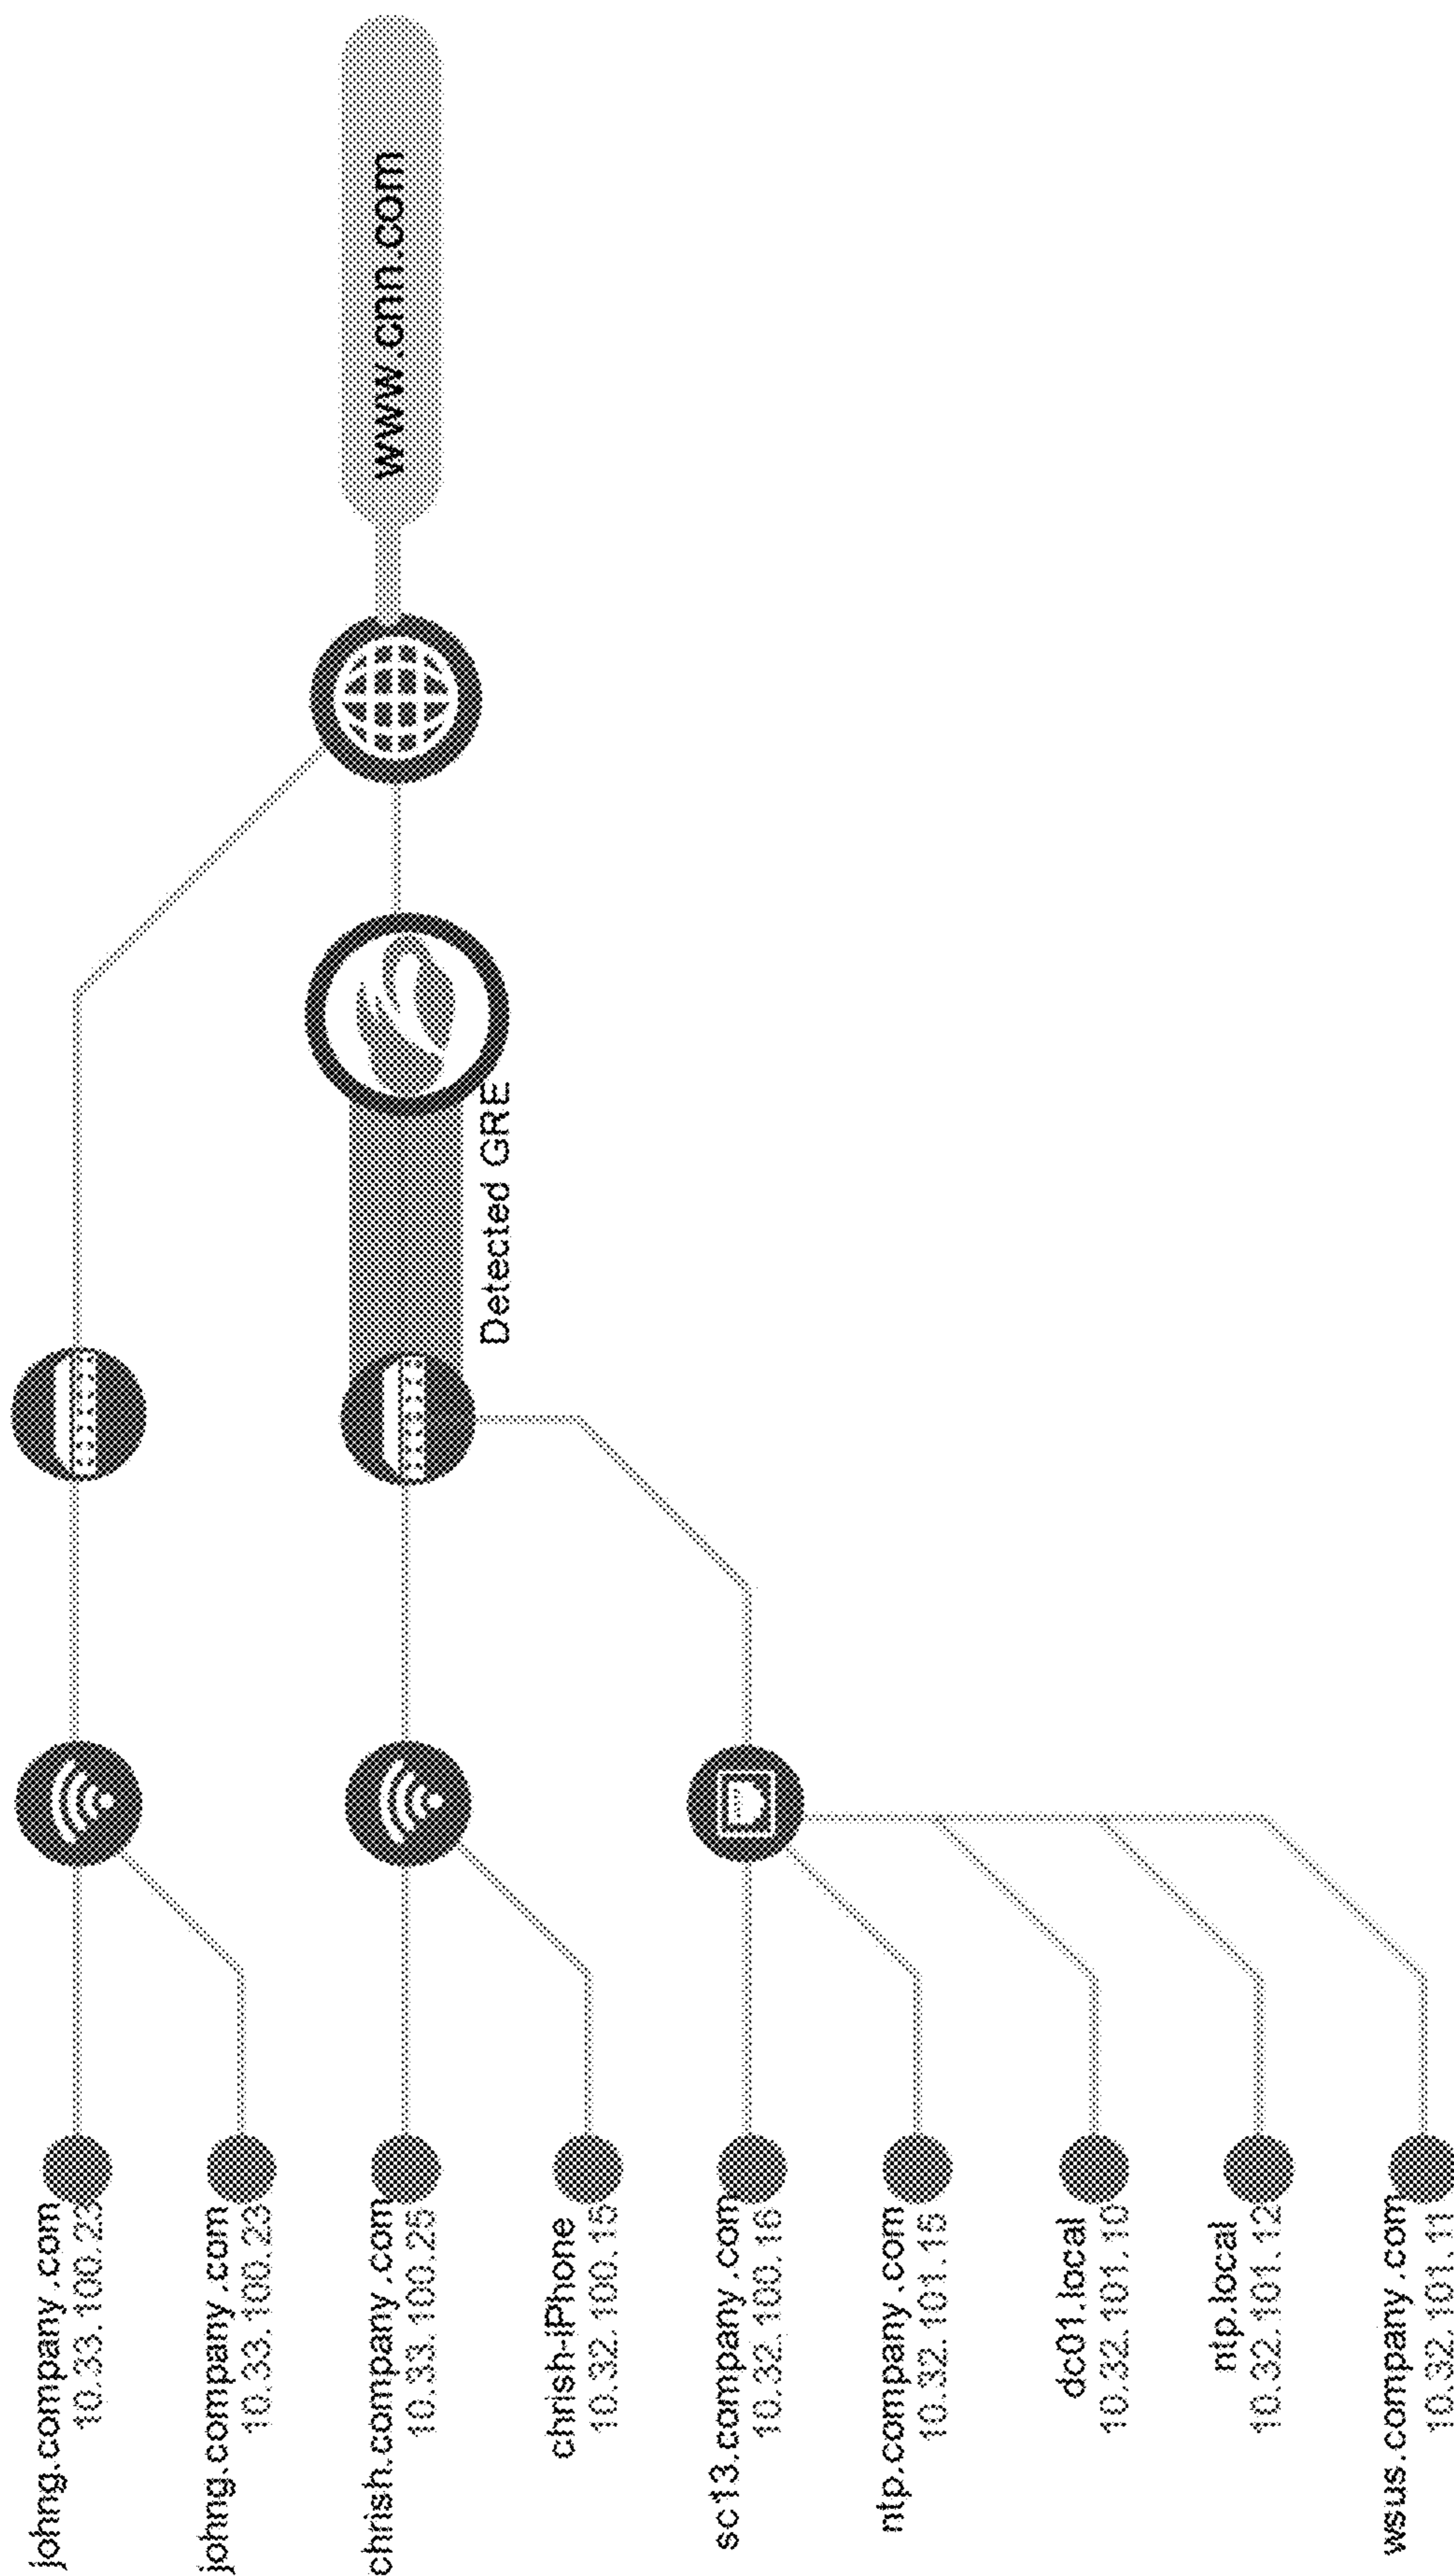 johng.company.com
10.33.100.23
johng.company.com
10.33.100.23
chrish.company.com
10.33.100.25
chrish-iPhone
10.32.100.15
sc13.company.com
10.32.100.16
ntp.company.com
10.32.101.15
dc01.local
10.32.101.10
ntp.local
10.32.101.12
wsus.company.com
10.32.101.11
Detected GRE
www.cnn.com